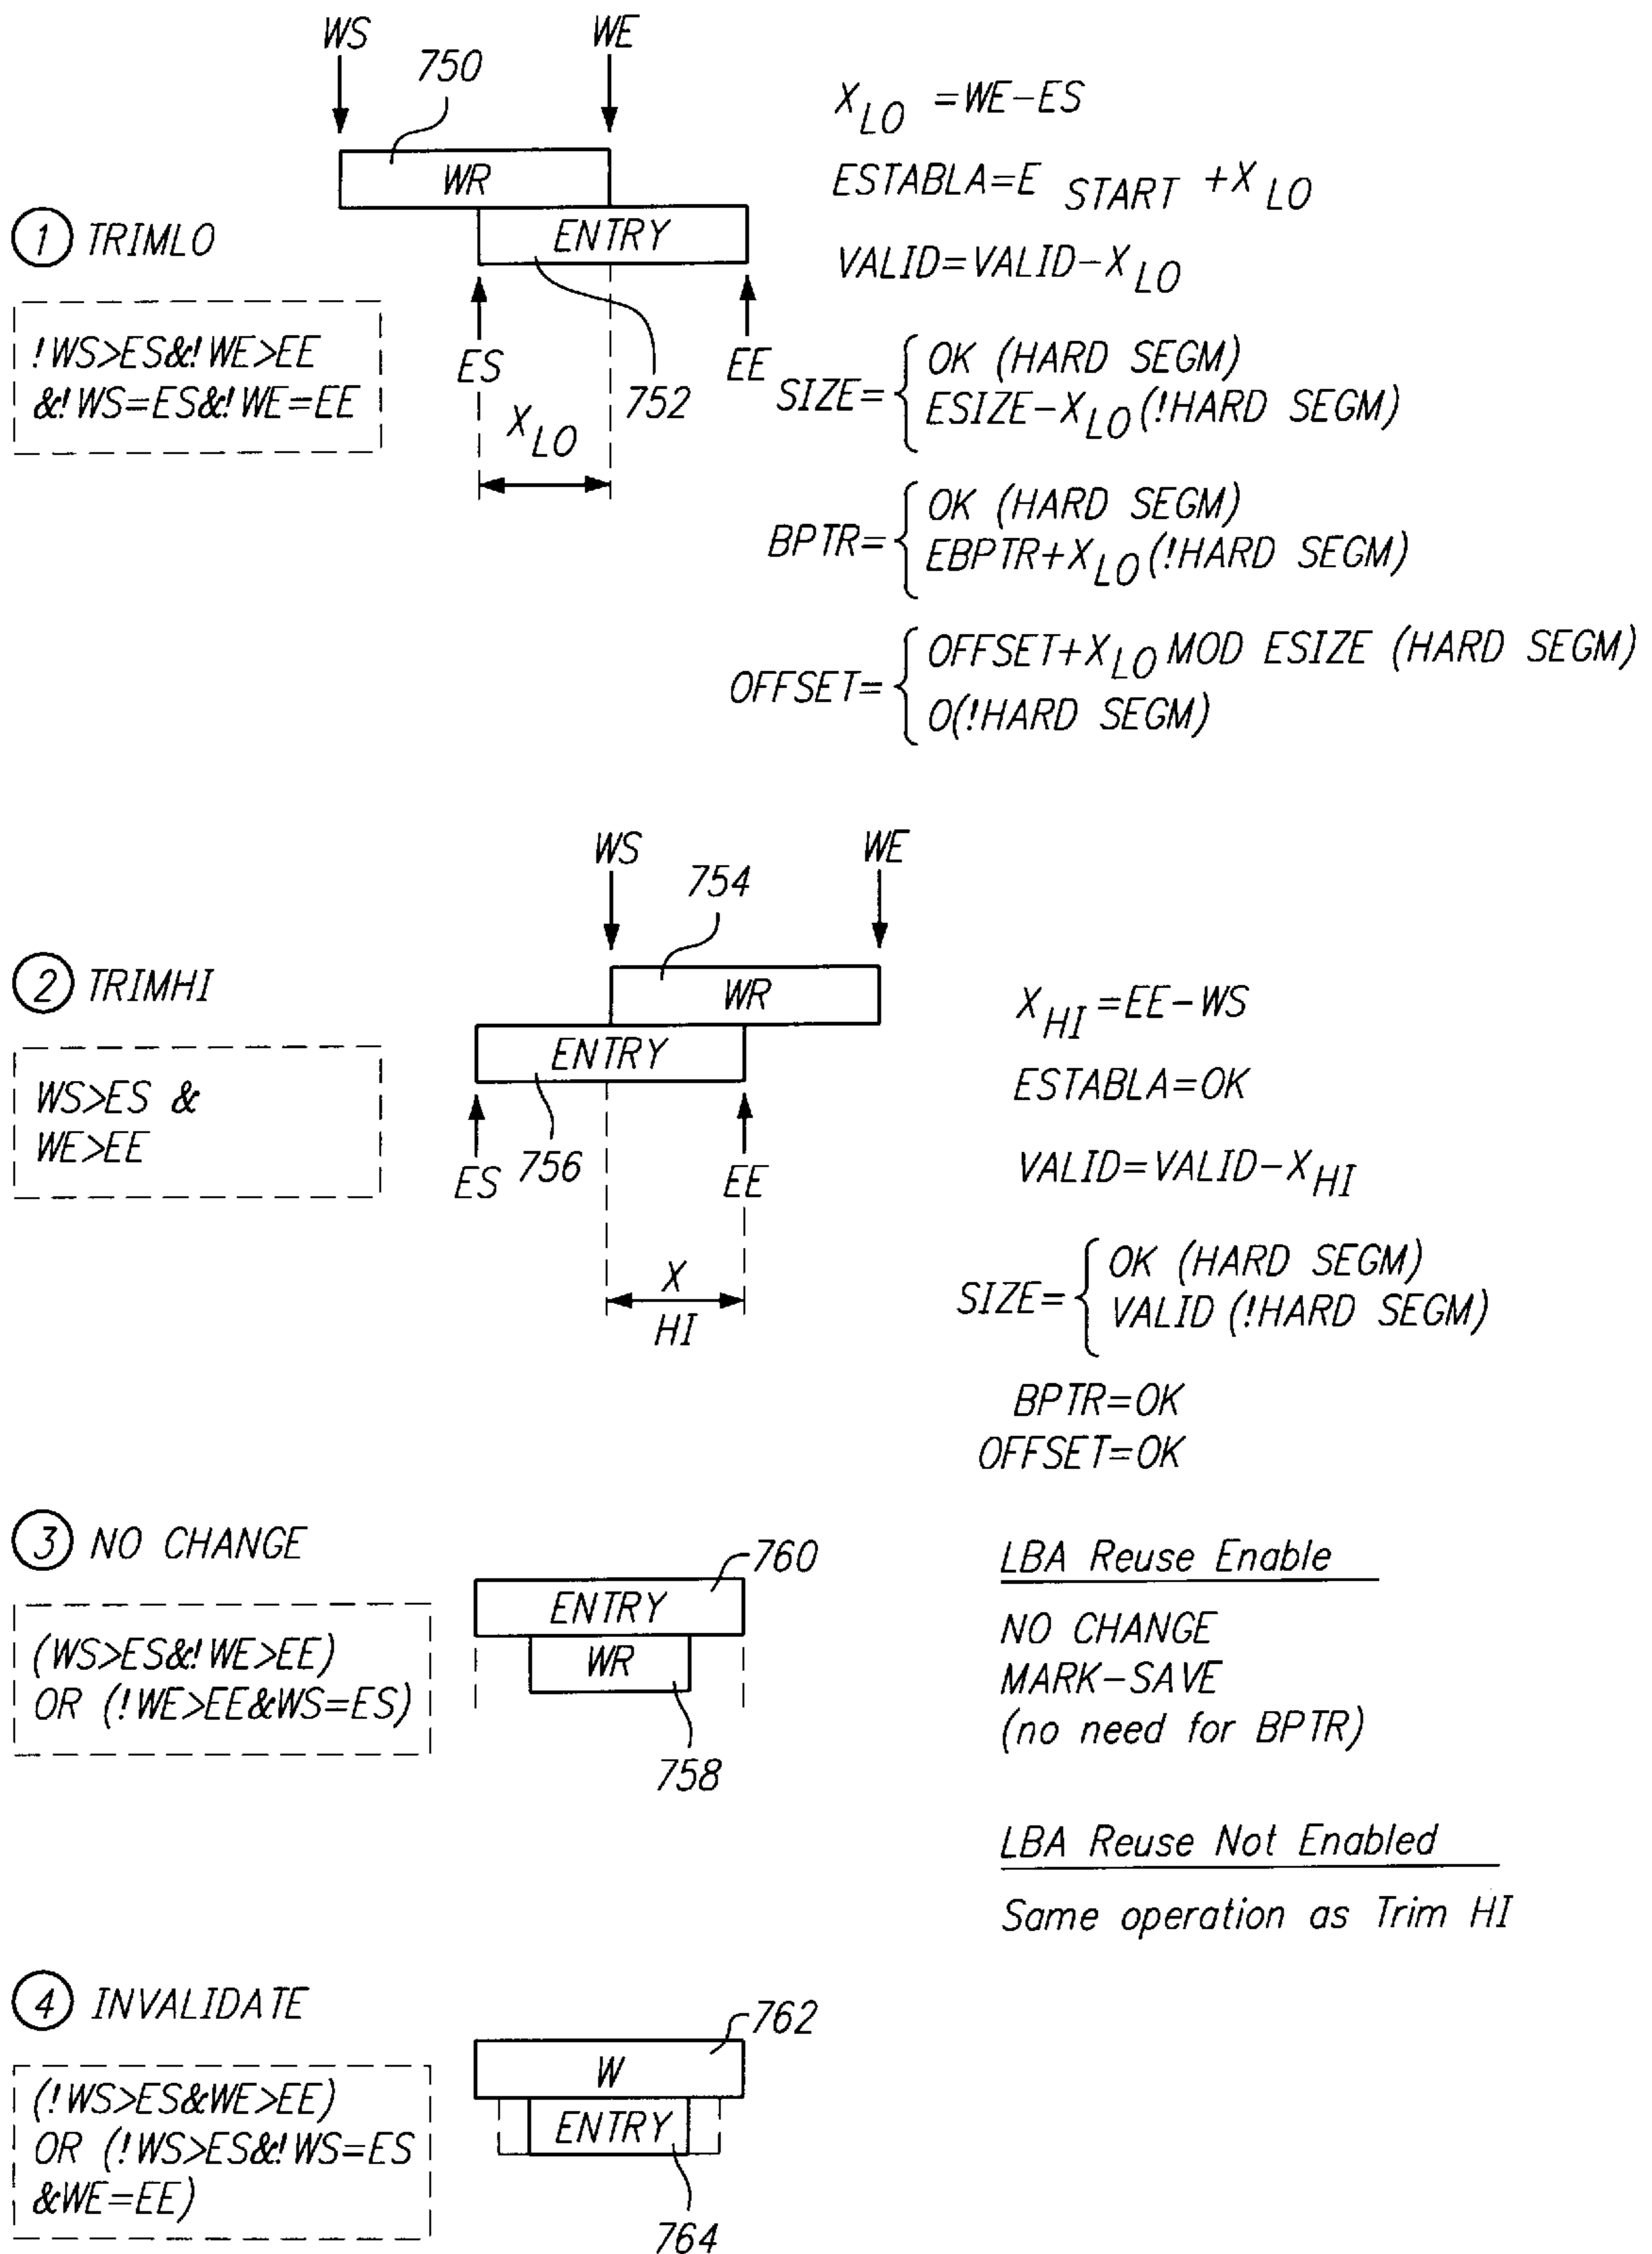 WS
WE
750
WR
ENTRY
① TRIMLO
!WS>ES&!WE>EE
&!WS=ES&!WE=EE
ES
752
EE
X LO
X LO =WE-ES
ESTABLA=E START +X LO
VALID=VALID-X LO
SIZE= { OK (HARD SEGM)
ESIZE-X LO (!HARD SEGM)
BPTR= { OK (HARD SEGM)
EBPTR+X LO (!HARD SEGM)
OFFSET= { OFFSET+X LO MOD ESIZE (HARD SEGM)
O(!HARD SEGM)
WS
WE
754
② TRIMHI
WR
ENTRY
WS>ES &
WE>EE
ES
756
EE
X
HI
X HI =EE-WS
ESTABLA=OK
VALID=VALID-X HI
SIZE= { OK (HARD SEGM)
VALID (!HARD SEGM)
BPTR=OK
OFFSET=OK
③ NO CHANGE
(WS>ES&!WE>EE)
OR (!WE>EE&WS=ES)
760
ENTRY
WR
758
LBA Reuse Enable
NO CHANGE
MARK-SAVE
(no need for BPTR)
LBA Reuse Not Enabled
Same operation as Trim HI
④ INVALIDATE
(!WS>ES&WE>EE)
OR (!WS>ES&!WS=ES
&WE=EE)
762
W
ENTRY
764